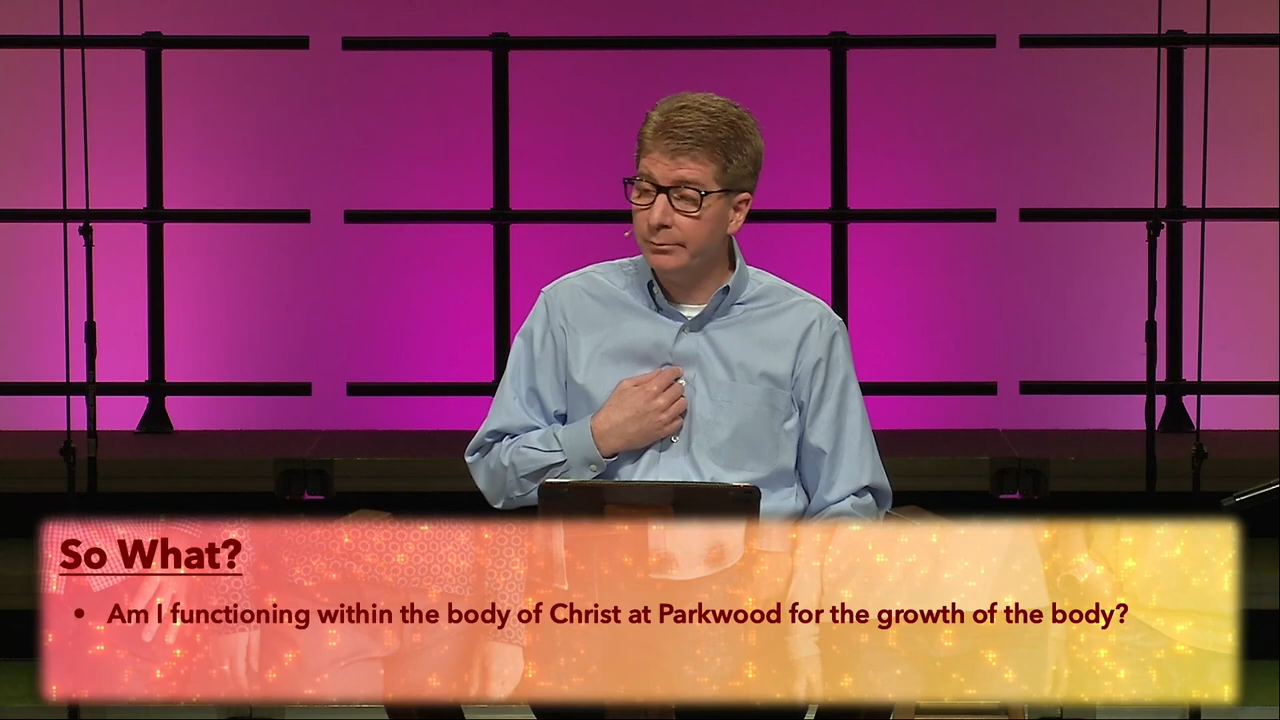 So What?
• Am I functioning within the body of Christ at Parkwood for the growth of the body?